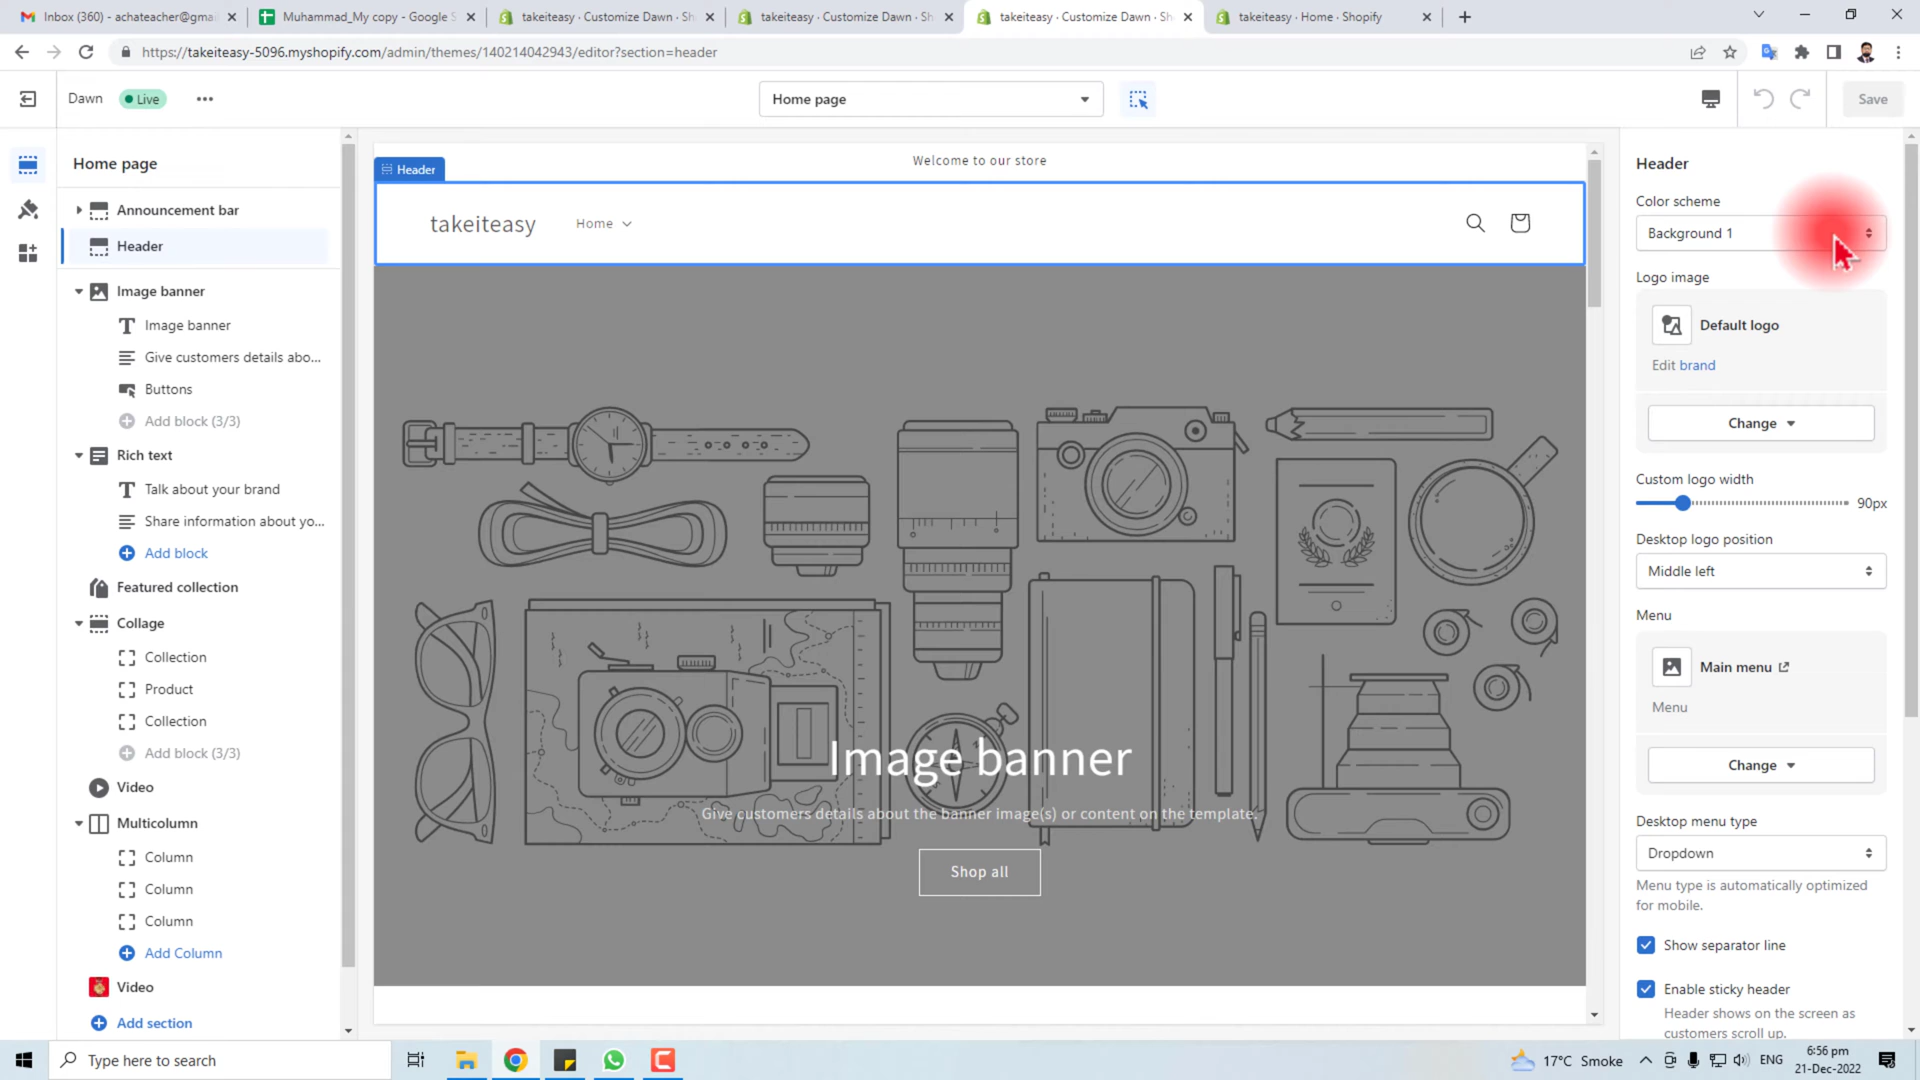 Inbox (360) - achateacher@gmai
Muhammad_My copy - Google S
takeiteasy · Customize Dawn · Sh
takeiteasy · Customize Dawn · Sh
takeiteasy · Customize Dawn · Sh
takeiteasy · Home · Shopify
https://takeiteasy-5096.myshopify.com/admin/themes/140214042943/editor?section=header
Dawn
Live
Home page
Save
Home page
Announcement bar
Header
Image banner
Image banner
Give customers details abo...
Buttons
Add block (3/3)
Rich text
Talk about your brand
Share information about yo...
Add block
Featured collection
Collage
Collection
Product
Collection
Add block (3/3)
Video
Multicolumn
Column
Column
Column
Add Column
Video
Add section
Welcome to our store
Header
takeiteasy
Home
Image banner
Give customers details about the banner image(s) or content on the template.
Shop all
Header
Color scheme
Background 1
Logo image
Default logo
Edit brand
Change
Custom logo width
90px
Desktop logo position
Middle left
Menu
Main menu
Menu
Change
Desktop menu type
Dropdown
Menu type is automatically optimized
for mobile.
Show separator line
Enable sticky header
Header shows on the screen as
customers scroll up.
Type here to search
17°C Smoke
ENG
6:56 pm
21-Dec-2022